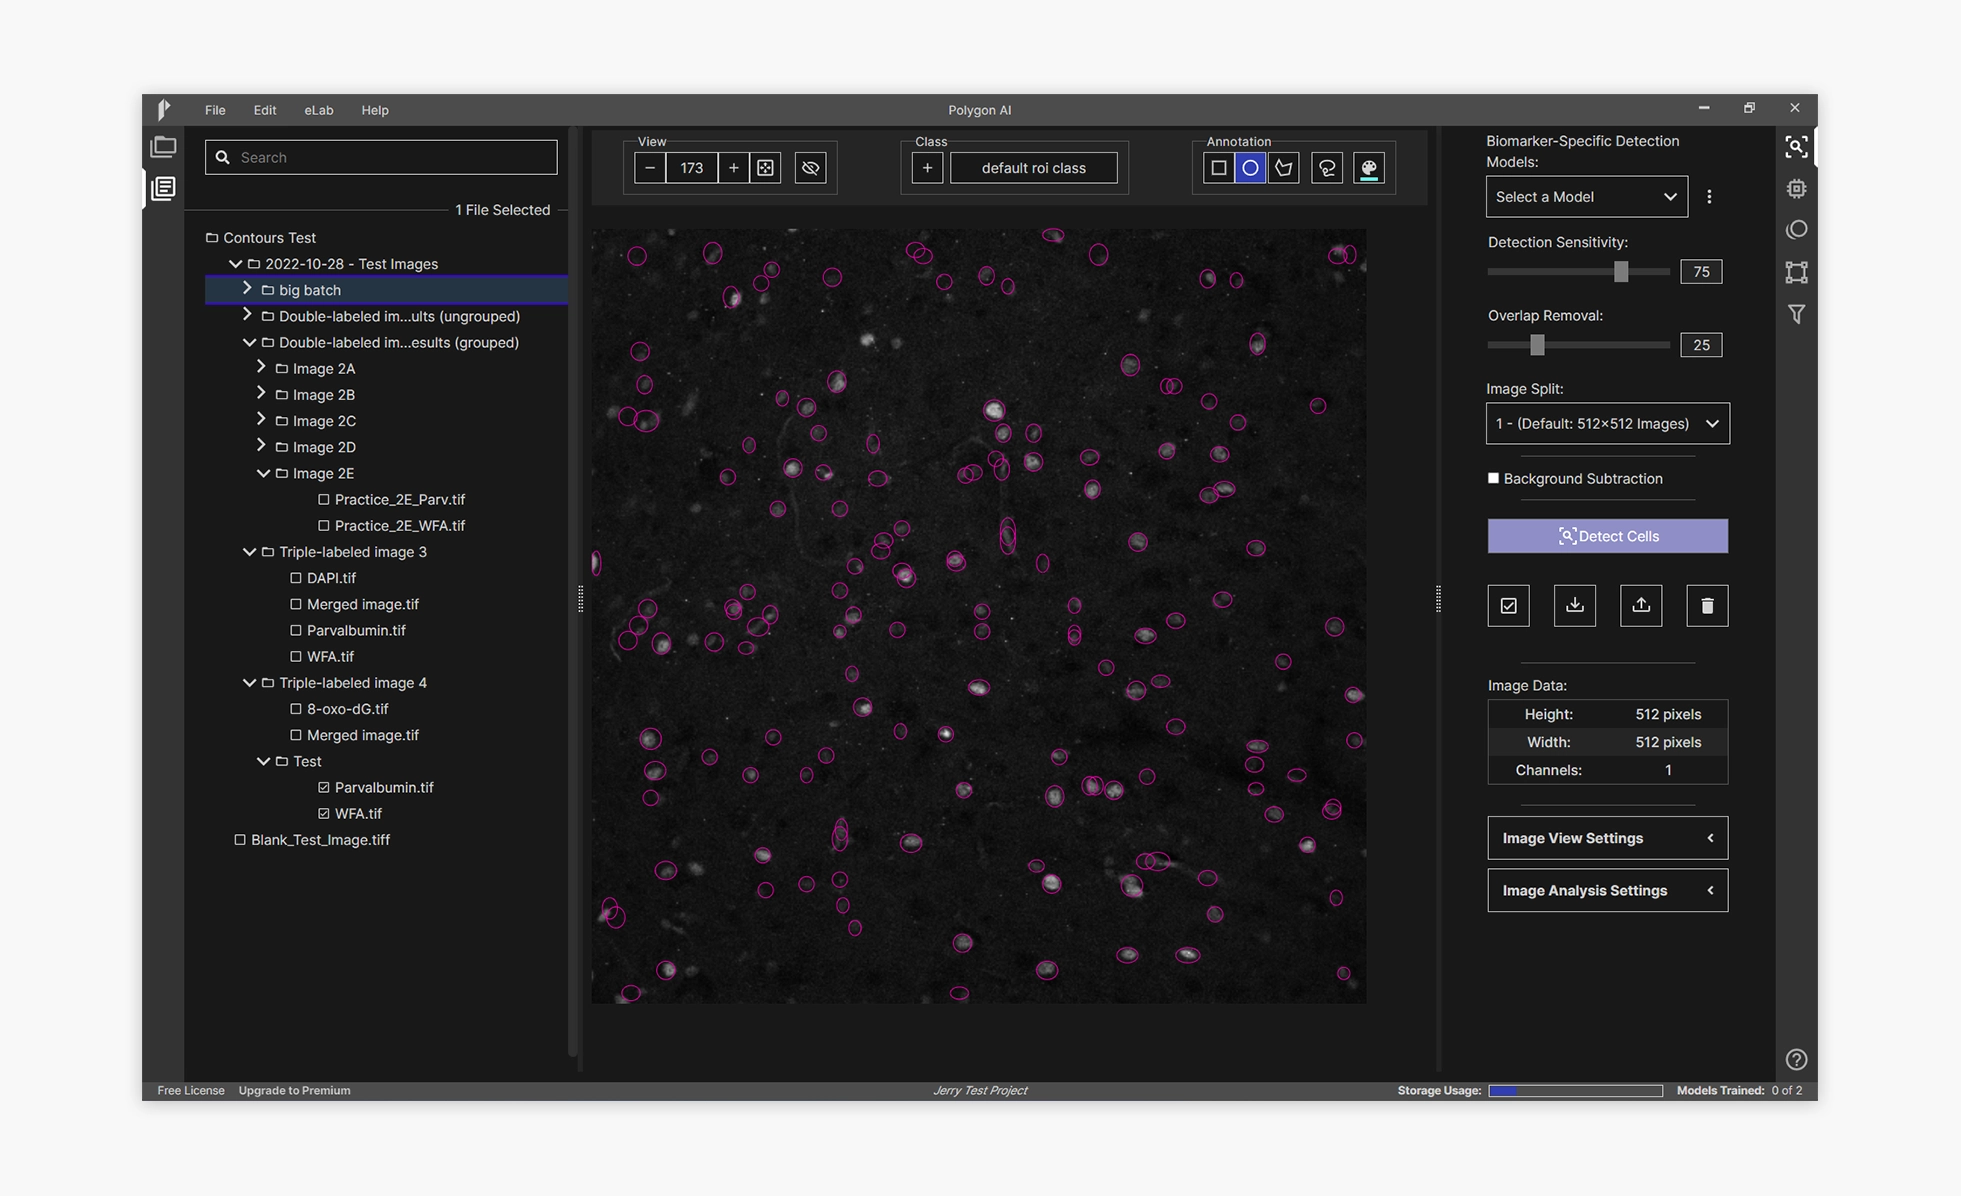 File Edit eLab Help
Polygon AI
Search
1 File Selected
Contours Test
2022-10-28 - Test Images
big batch
Double-labeled im...ults (ungrouped)
Double-labeled im...esults (grouped)
Image 2A
Image 2B
Image 2C
Image 2D
Image 2E
Practice_2E_Parv.tif
Practice_2E_WFA.tif
Triple-labeled image 3
DAPI.tif
Merged image.tif
Parvalbumin.tif
WFA.tif
Triple-labeled image 4
8-oxo-dG.tif
Merged image.tif
Test
Parvalbumin.tif
WFA.tif
Blank_Test_Image.tiff
View
173
Class
default roi class
Annotation
Biomarker-Specific Detection
Models:
Select a Model
Detection Sensitivity:
75
Overlap Removal:
25
Image Split:
1 - (Default: 512×512 Images)
Background Subtraction
Detect Cells
Image Data:
Height: 512 pixels
Width: 512 pixels
Channels: 1
Image View Settings
Image Analysis Settings
Free License Upgrade to Premium
Jerry Test Project
Storage Usage:
Models Trained: 0 of 2